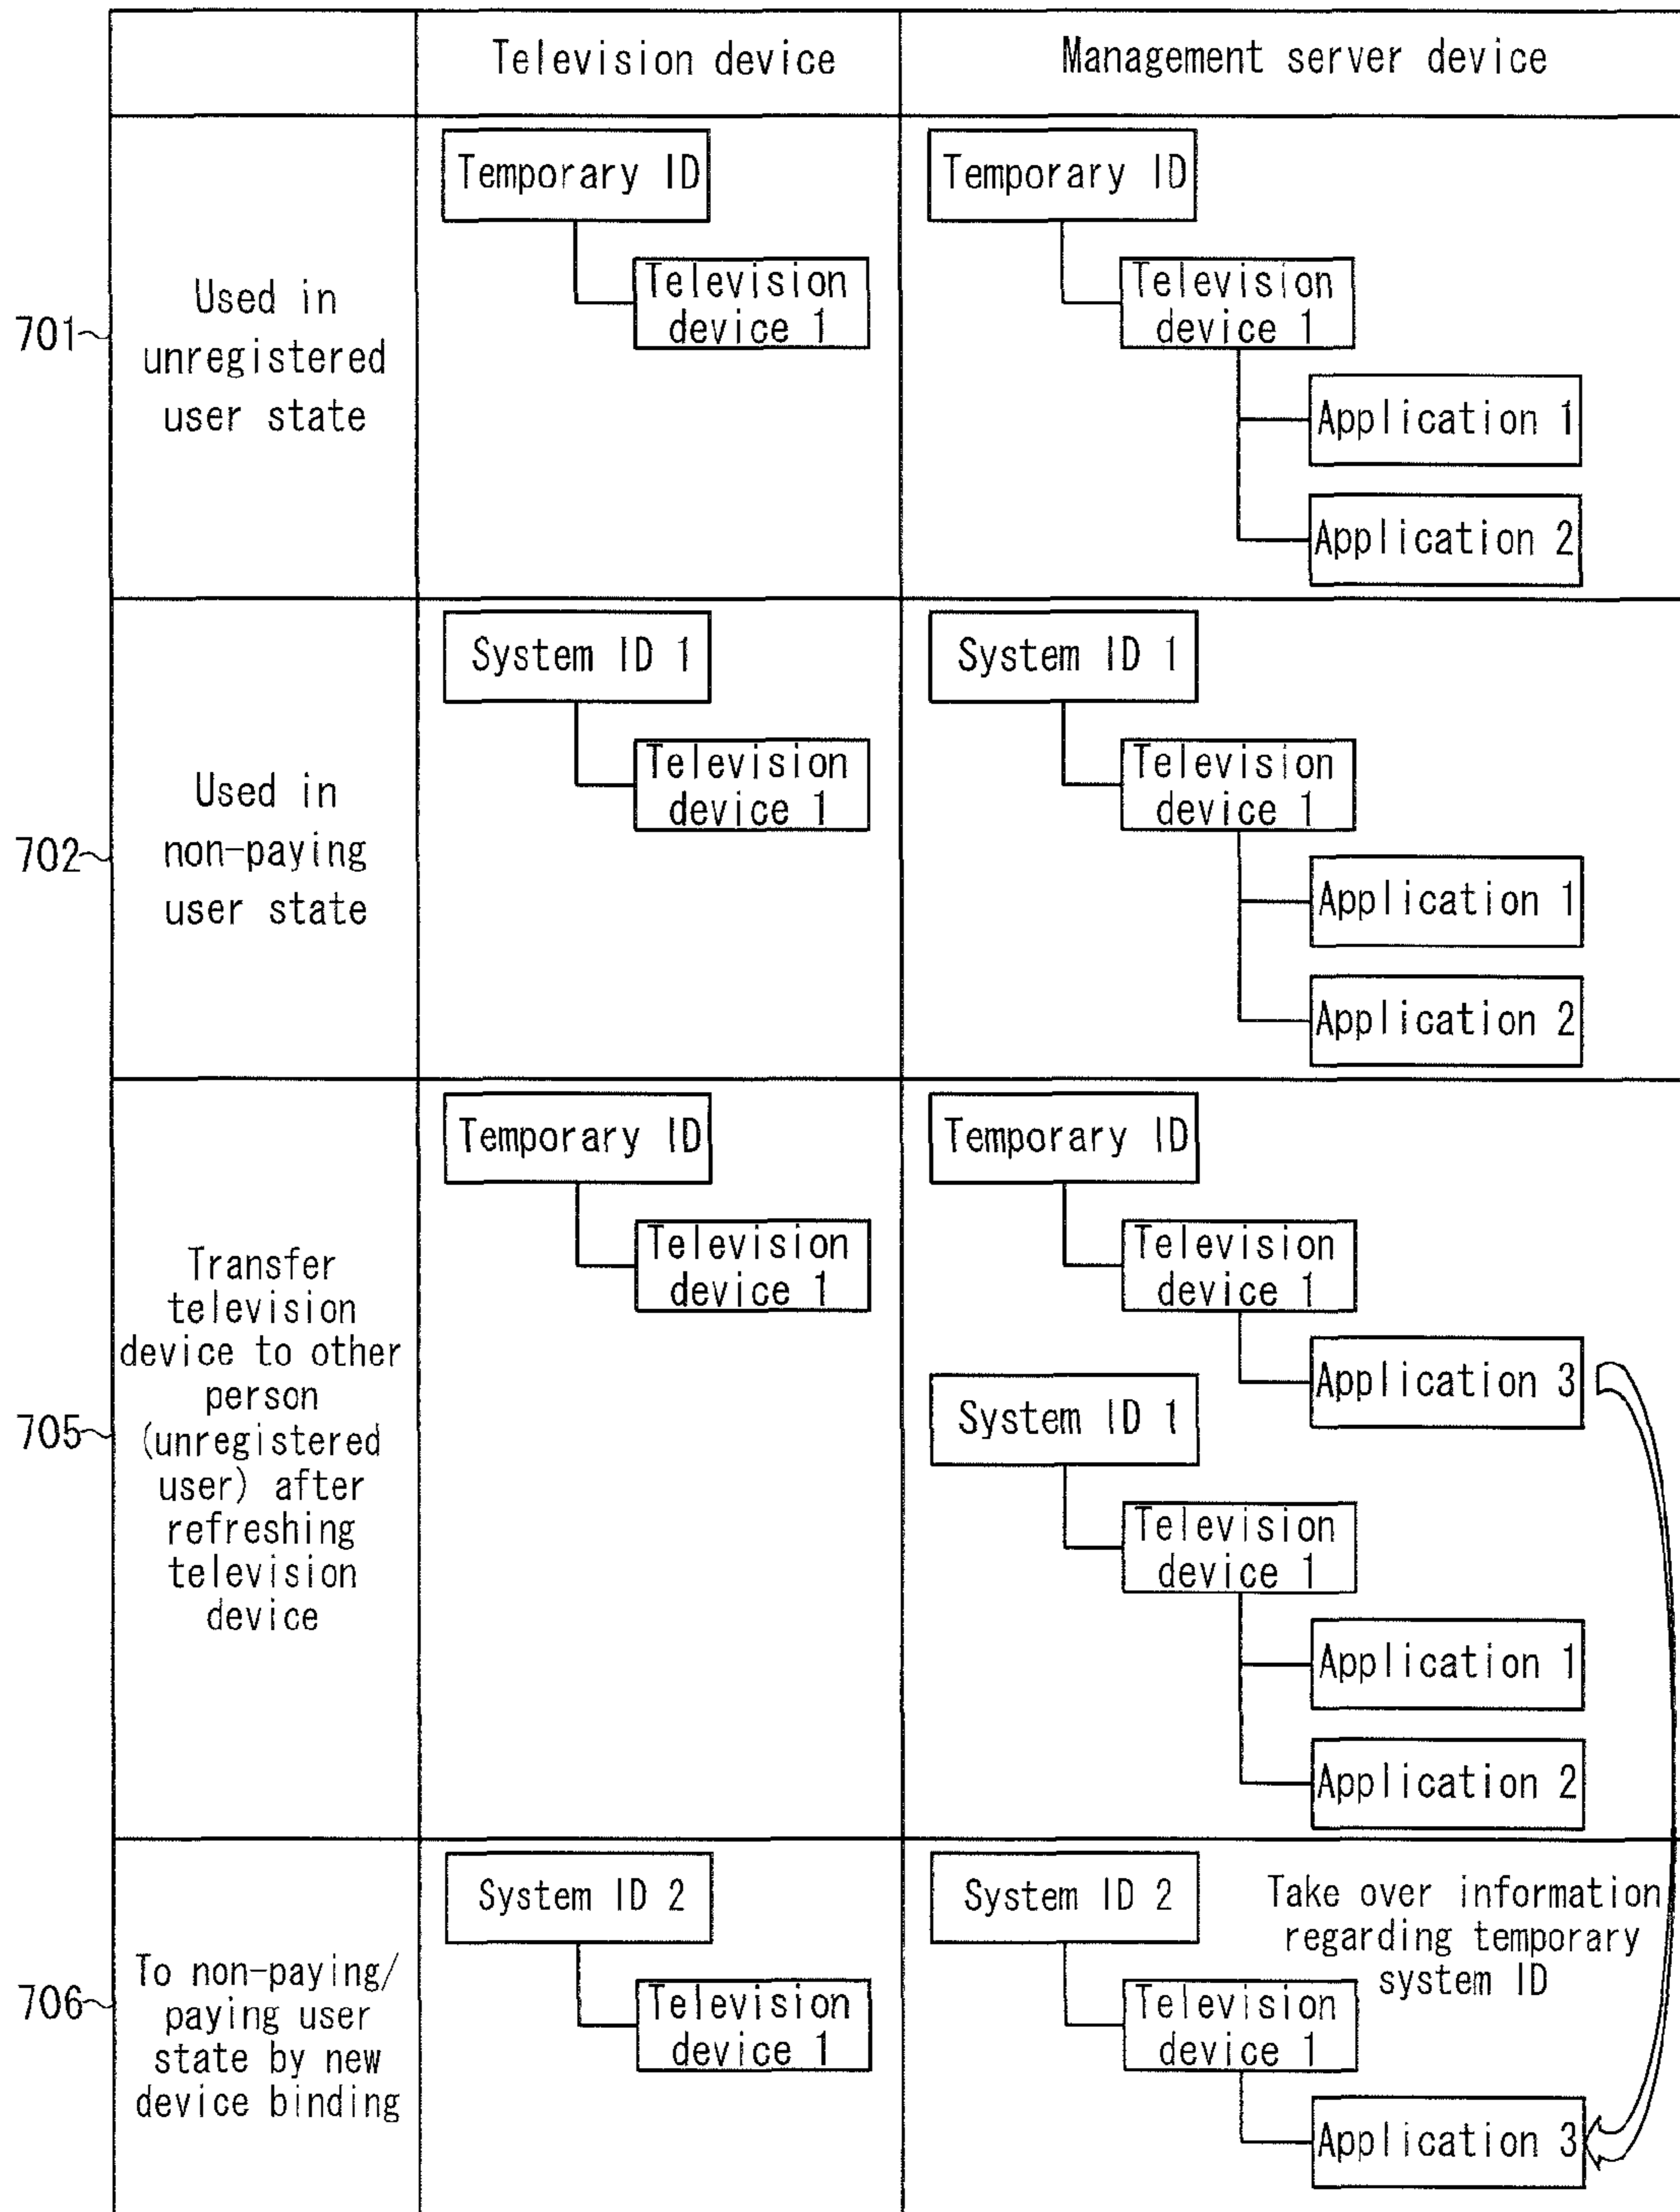 Television device
Management server device
701
Used in
unregistered
user state
Temporary ID
Television
device 1
Temporary ID
Television
device 1
Application 1
Application 2
702
Used in
non-paying
user state
System ID 1
Television
device 1
System ID 1
Television
device 1
Application 1
Application 2
705
Transfer
television
device to other
person
(unregistered
user) after
refreshing
television
device
Temporary ID
Television
device 1
Temporary ID
Television
device 1
Application 3
System ID 1
Television
device 1
Application 1
Application 2
706
To non-paying/
paying user
state by new
device binding
System ID 2
Television
device 1
System ID 2
Television
device 1
Application 3
Take over information
regarding temporary
system ID